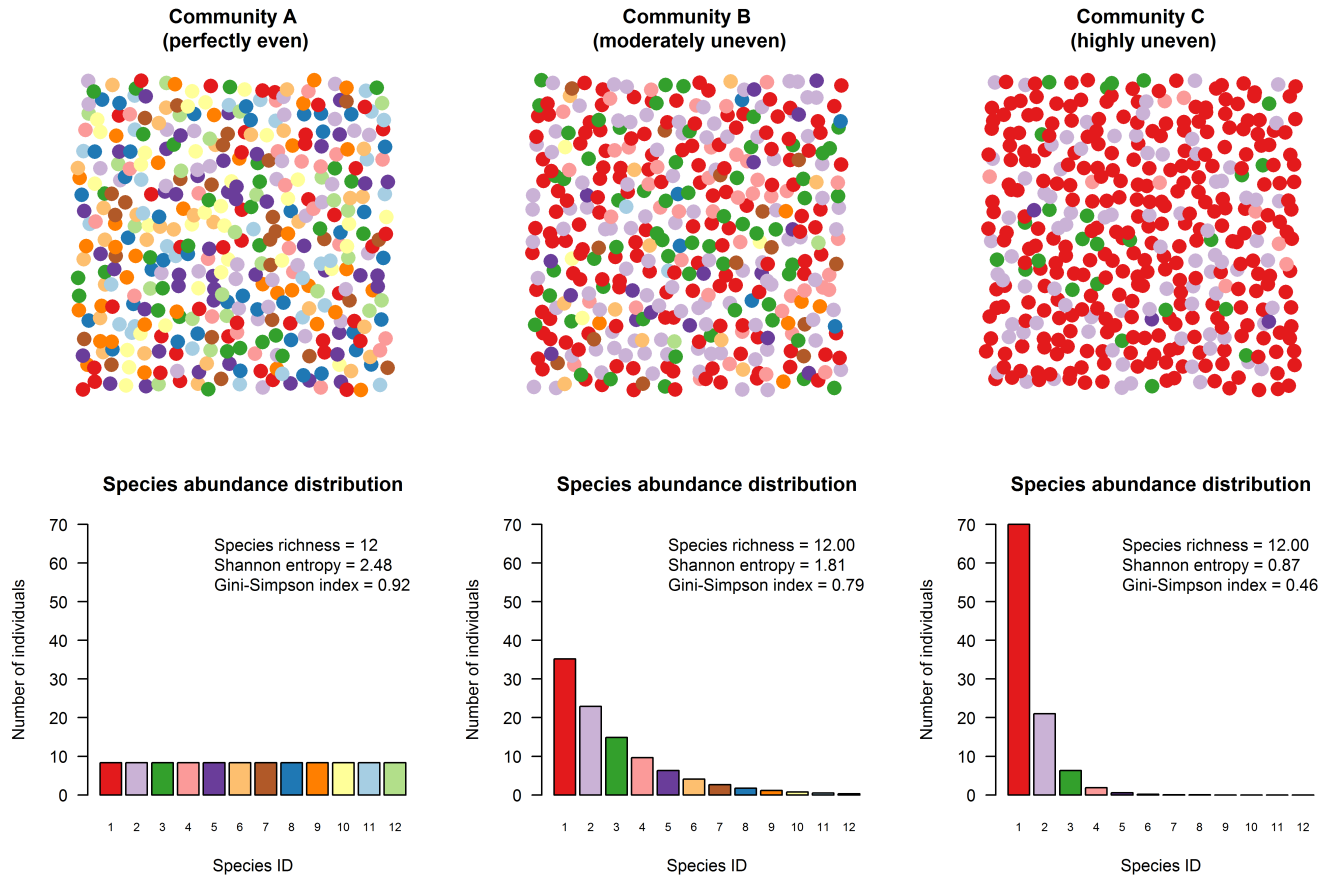 Community A
(perfectly even)
Community B
(moderately uneven)
Community C
(highly uneven)
Species abundance distribution
Number of individuals
70
60
50
40
30
20
10
0
Species richness = 12
Shannon entropy = 2.48
Gini-Simpson index = 0.92
1 2 3 4 5 6 7 8 9 10 11 12
Species ID
Species abundance distribution
Number of individuals
70
60
50
40
30
20
10
0
Species richness = 12.00
Shannon entropy = 1.81
Gini-Simpson index = 0.79
1 2 3 4 5 6 7 8 9 10 11 12
Species ID
Species abundance distribution
Number of individuals
70
60
50
40
30
20
10
0
Species richness = 12.00
Shannon entropy = 0.87
Gini-Simpson index = 0.46
1 2 3 4 5 6 7 8 9 10 11 12
Species ID